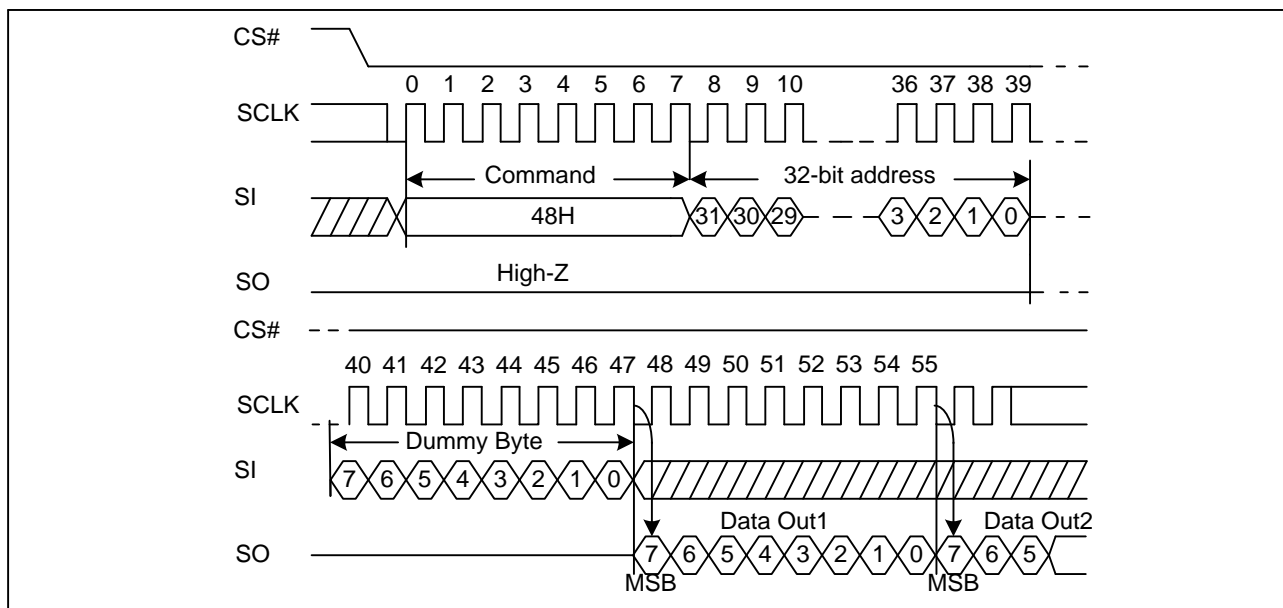 CS#
0 1 2 3 4 5 6 7 8 9 10 36 37 38 39
SCLK
Command 32-bit address
SI
48H 31 30 29 3 2 1 0
High-Z
SO
CS#
40 41 42 43 44 45 46 47 48 49 50 51 52 53 54 55
SCLK
Dummy Byte
SI
7 6 5 4 3 2 1 0
Data Out1 Data Out2
SO
7 6 5 4 3 2 1 0 7 6 5
MSB MSB